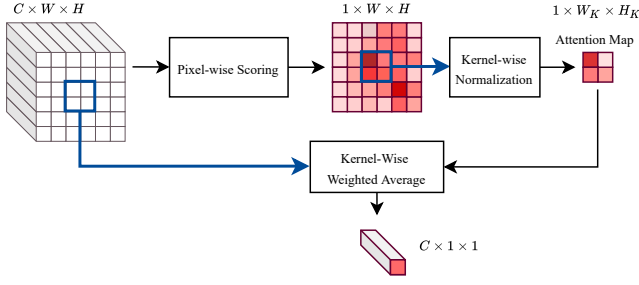 C × W × H
1 × W × H
1 × W_K × H_K
Attention Map
Pixel-wise Scoring
Kernel-wise
Normalization
Kernel-Wise
Weighted Average
C × 1 × 1